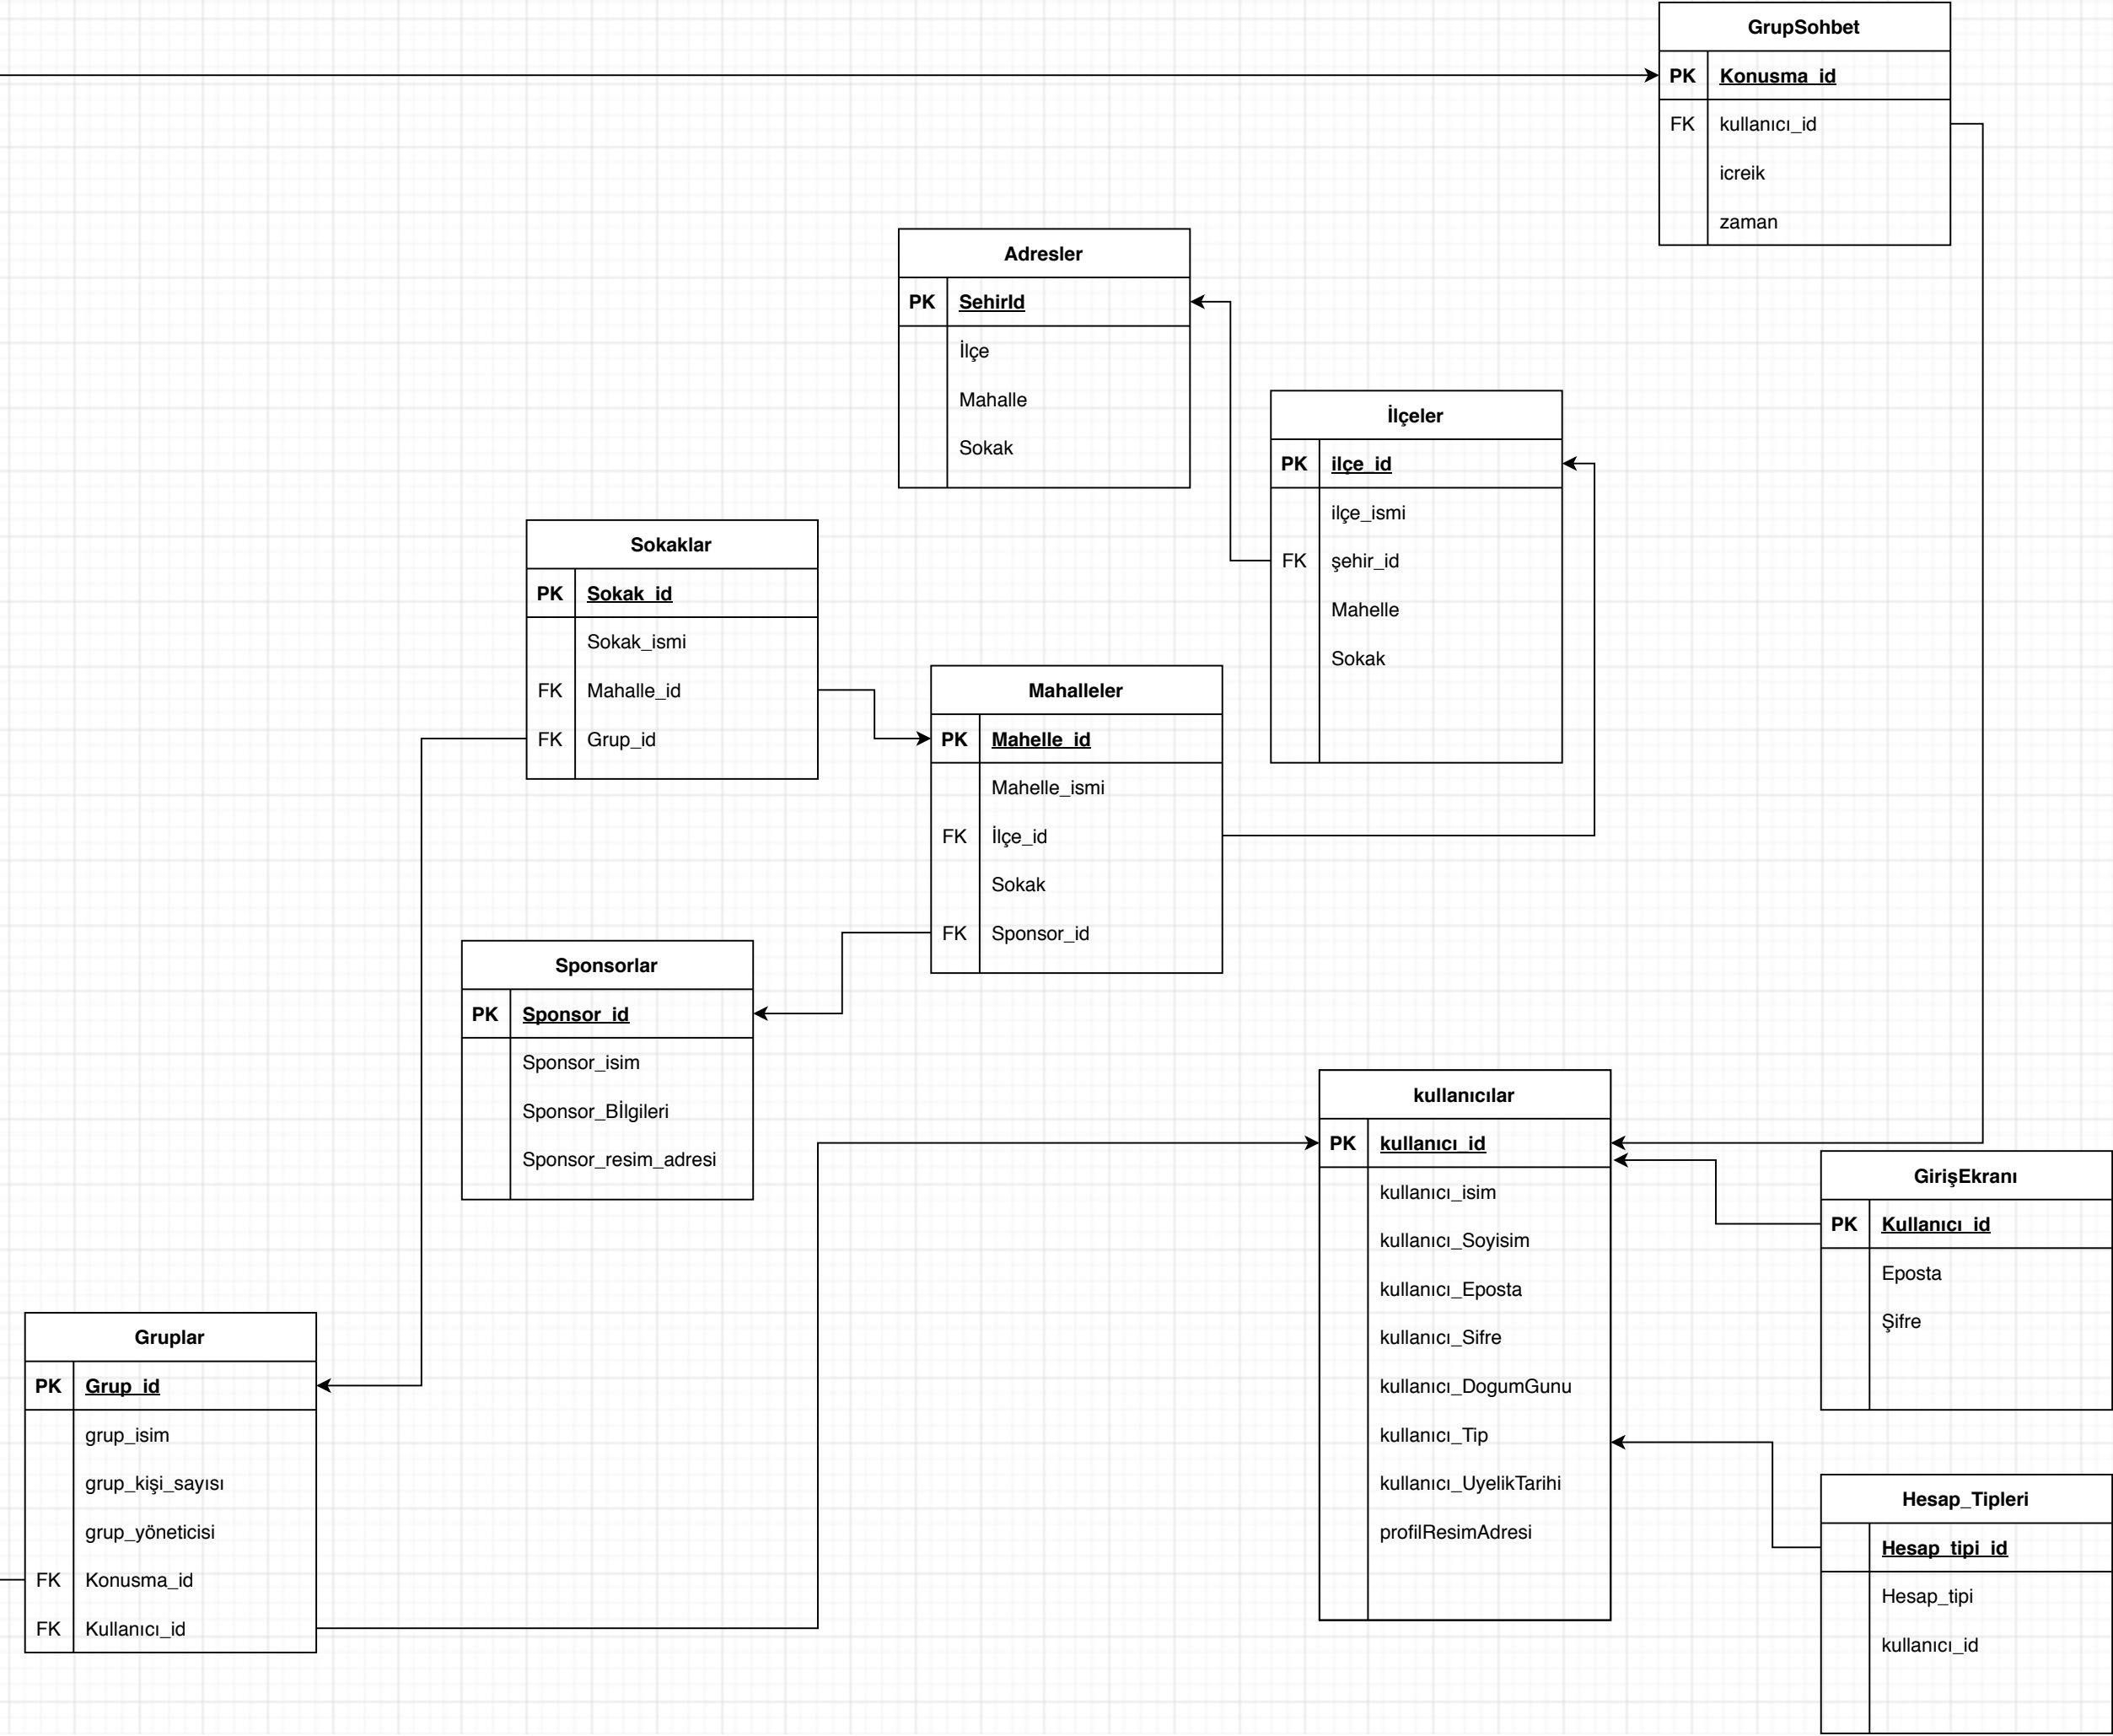 GrupSohbet
PK Konusma_id
FK kullanıcı_id
icreik
zaman
Adresler
PK SehirId
İlçe
Mahalle
Sokak
İlçeler
PK ilçe_id
ilçe_ismi
FK şehir_id
Mahelle
Sokak
Sokaklar
PK Sokak_id
Sokak_ismi
FK Mahalle_id
FK Grup_id
Mahalleler
PK Mahelle_id
Mahelle_ismi
FK İlçe_id
Sokak
FK Sponsor_id
Sponsorlar
PK Sponsor_id
Sponsor_isim
Sponsor_Bİlgileri
Sponsor_resim_adresi
kullanıcılar
PK kullanıcı_id
kullanıcı_isim
kullanıcı_Soyisim
kullanıcı_Eposta
kullanıcı_Sifre
kullanıcı_DogumGunu
kullanıcı_Tip
kullanıcı_UyelikTarihi
profilResimAdresi
GirişEkranı
PK Kullanıcı_id
Eposta
Şifre
Gruplar
PK Grup_id
grup_isim
grup_kişi_sayısı
grup_yöneticisi
FK Konusma_id
FK Kullanıcı_id
Hesap_Tipleri
Hesap_tipi_id
Hesap_tipi
kullanıcı_id